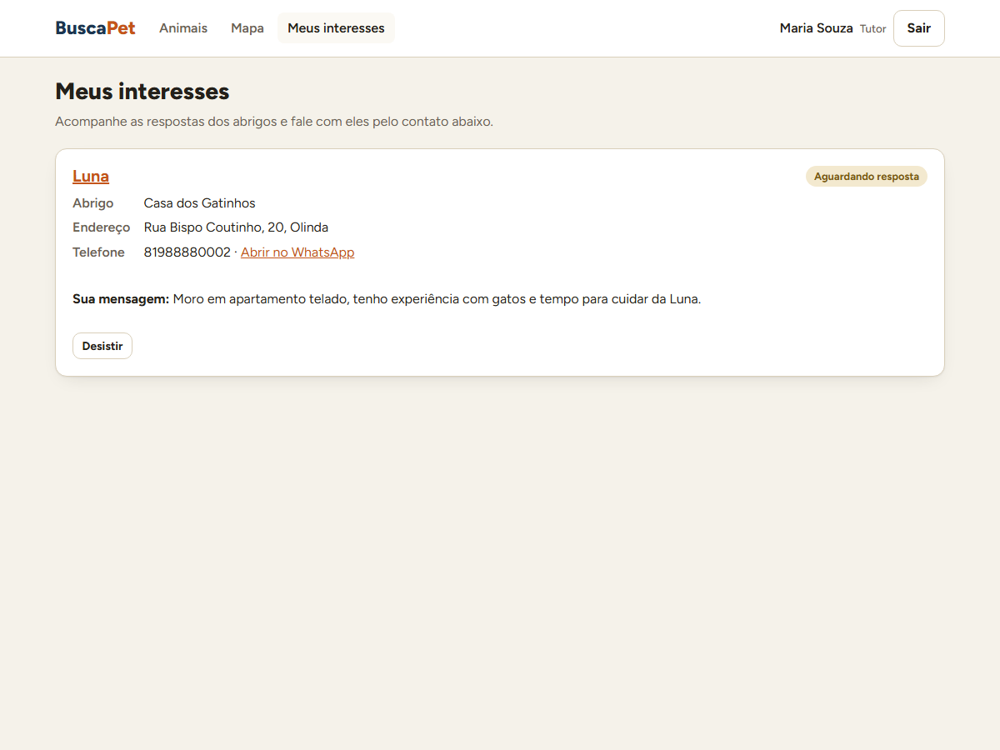 BuscaPet Animais Mapa Meus interesses Maria Souza Tutor Sair
Meus interesses
Acompanhe as respostas dos abrigos e fale com eles pelo contato abaixo.
Luna Aguardando resposta
Abrigo Casa dos Gatinhos
Endereço Rua Bispo Coutinho, 20, Olinda
Telefone 81988880002 · Abrir no WhatsApp
Sua mensagem: Moro em apartamento telado, tenho experiência com gatos e tempo para cuidar da Luna.
Desistir